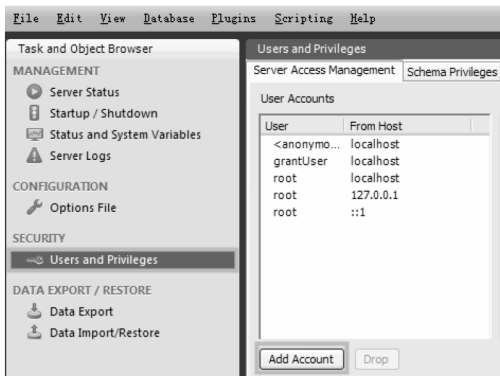 File Edit View Database Plugins Scripting Help
Task and Object Browser
MANAGEMENT
Server Status
Startup / Shutdown
Status and System Variables
Server Logs
CONFIGURATION
Options File
SECURITY
Users and Privileges
DATA EXPORT / RESTORE
Data Export
Data Import/Restore
Users and Privileges
Server Access Management Schema Privileges
User Accounts
User From Host
<anonymo... localhost
grantUser localhost
root localhost
root 127.0.0.1
root ::1
Add Account Drop